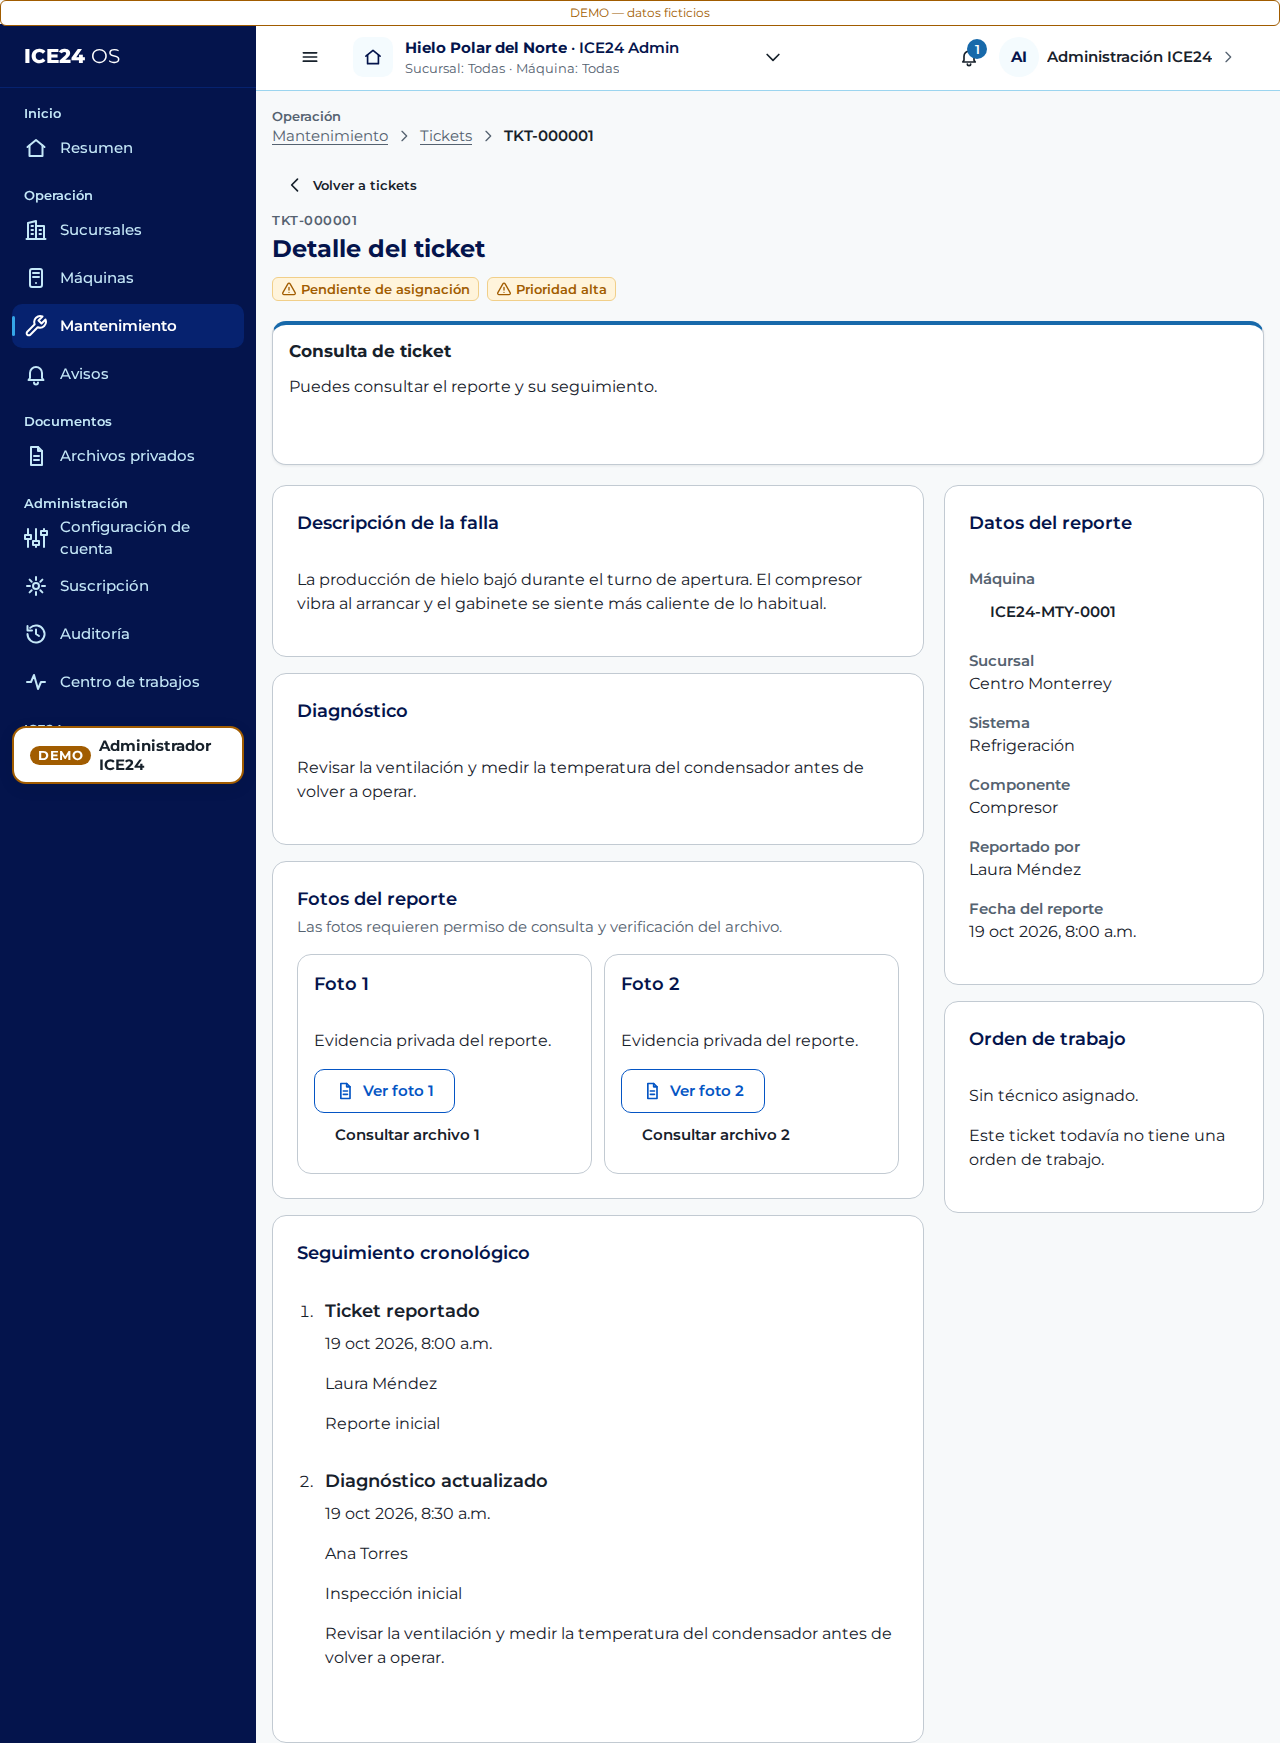 DEMO — datos ficticios
ICE24 OS
Inicio
Resumen
Operación
Sucursales
Máquinas
Mantenimiento
Avisos
Documentos
Archivos privados
Administración
Configuración de
cuenta
Suscripción
Auditoría
Centro de trabajos
DEMO
Administrador
ICE24
Hielo Polar del Norte · ICE24 Admin
Sucursal: Todas · Máquina: Todas
1
AI
Administración ICE24
Operación
Mantenimiento
Tickets
TKT-000001
Volver a tickets
TKT-000001
Detalle del ticket
Pendiente de asignación
Prioridad alta
Consulta de ticket
Puedes consultar el reporte y su seguimiento.
Descripción de la falla
La producción de hielo bajó durante el turno de apertura. El compresor
vibra al arrancar y el gabinete se siente más caliente de lo habitual.
Diagnóstico
Revisar la ventilación y medir la temperatura del condensador antes de
volver a operar.
Fotos del reporte
Las fotos requieren permiso de consulta y verificación del archivo.
Foto 1
Evidencia privada del reporte.
Ver foto 1
Consultar archivo 1
Foto 2
Evidencia privada del reporte.
Ver foto 2
Consultar archivo 2
Seguimiento cronológico
1. Ticket reportado
19 oct 2026, 8:00 a.m.
Laura Méndez
Reporte inicial
2. Diagnóstico actualizado
19 oct 2026, 8:30 a.m.
Ana Torres
Inspección inicial
Revisar la ventilación y medir la temperatura del condensador antes de
volver a operar.
Datos del reporte
Máquina
ICE24-MTY-0001
Sucursal
Centro Monterrey
Sistema
Refrigeración
Componente
Compresor
Reportado por
Laura Méndez
Fecha del reporte
19 oct 2026, 8:00 a.m.
Orden de trabajo
Sin técnico asignado.
Este ticket todavía no tiene una
orden de trabajo.